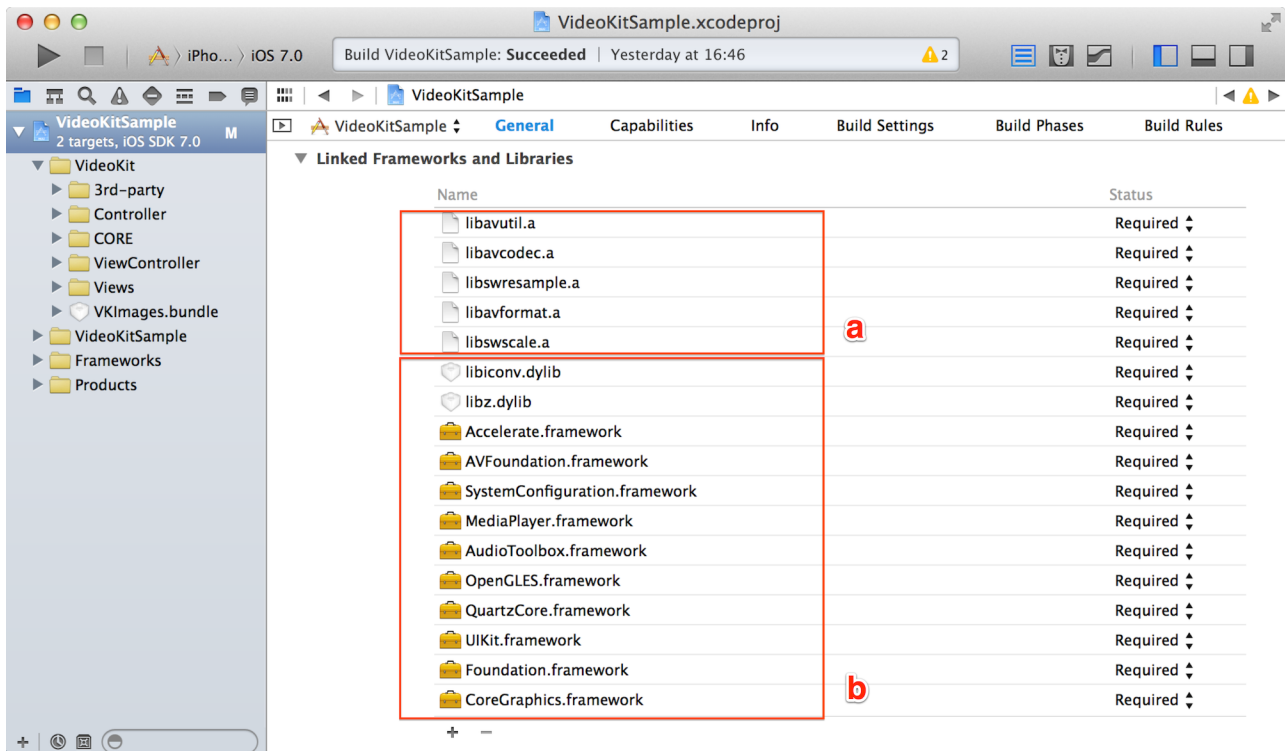 VideoKitSample.xcodeproj
iPho... iOS 7.0
Build VideoKitSample: Succeeded | Yesterday at 16:46
2
VideoKitSample
VideoKitSample M
2 targets, iOS SDK 7.0
VideoKit
3rd-party
Controller
CORE
ViewController
Views
VKImages.bundle
VideoKitSample
Frameworks
Products
VideoKitSample General Capabilities Info Build Settings Build Phases Build Rules
Linked Frameworks and Libraries
Name Status
libavutil.a Required
libavcodec.a Required
libswresample.a Required
libavformat.a Required
a
libswscale.a Required
libiconv.dylib Required
libz.dylib Required
Accelerate.framework Required
AVFoundation.framework Required
SystemConfiguration.framework Required
MediaPlayer.framework Required
AudioToolbox.framework Required
OpenGLES.framework Required
QuartzCore.framework Required
UIKit.framework Required
Foundation.framework Required
b
CoreGraphics.framework Required